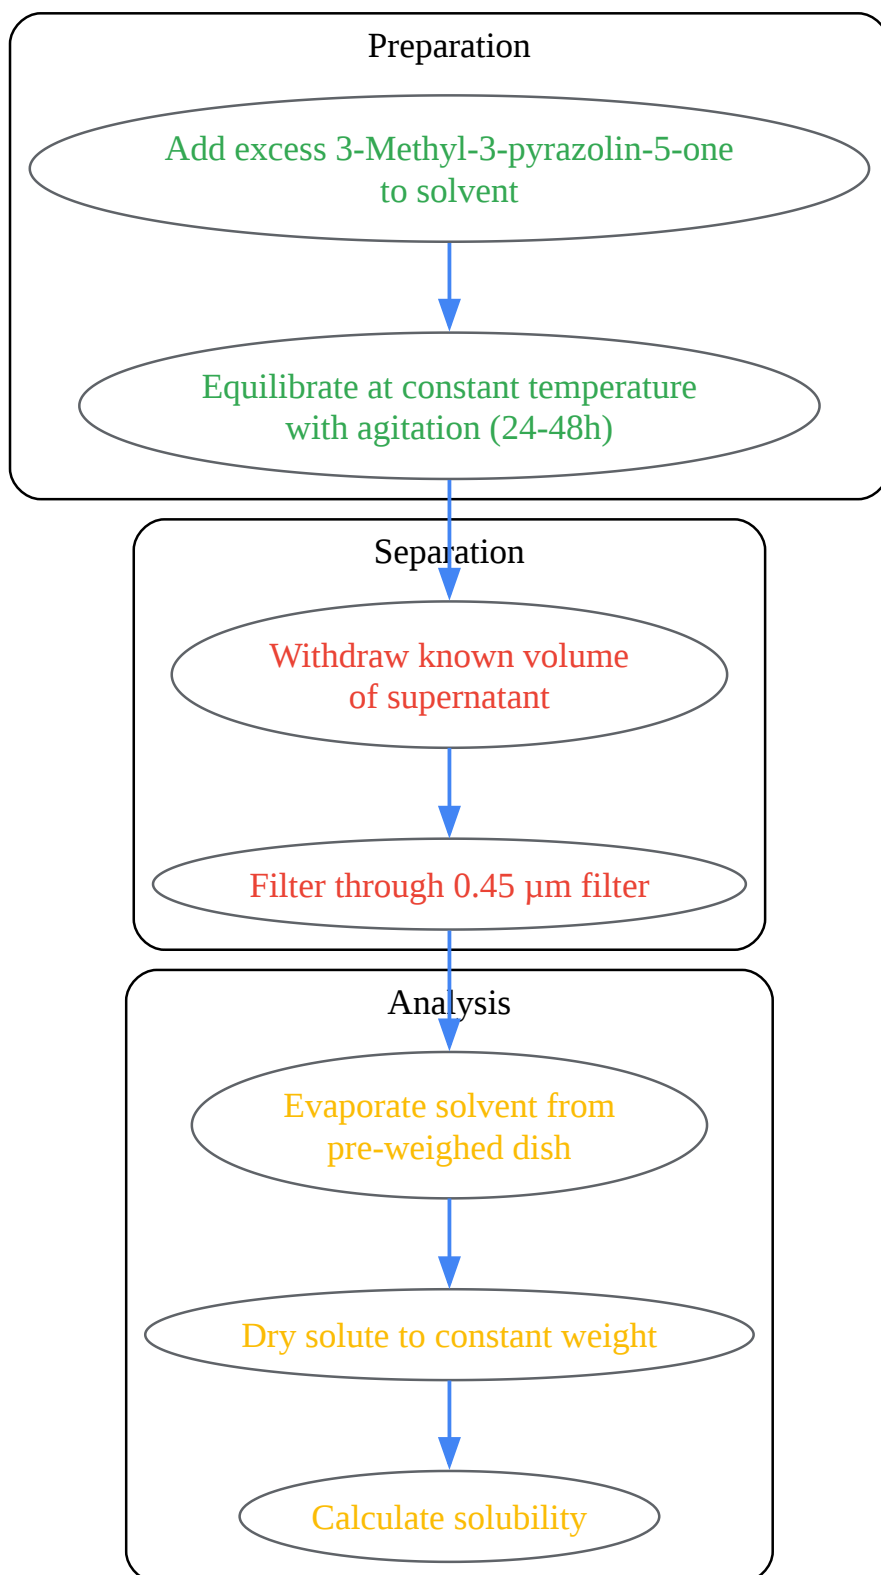 Preparation
Add excess 3-Methyl-3-pyrazolin-5-one
to solvent
Equilibrate at constant temperature
with agitation (24-48h)
Separation
Withdraw known volume
of supernatant
Filter through 0.45 µm filter
Analysis
Evaporate solvent from
pre-weighed dish
Dry solute to constant weight
Calculate solubility